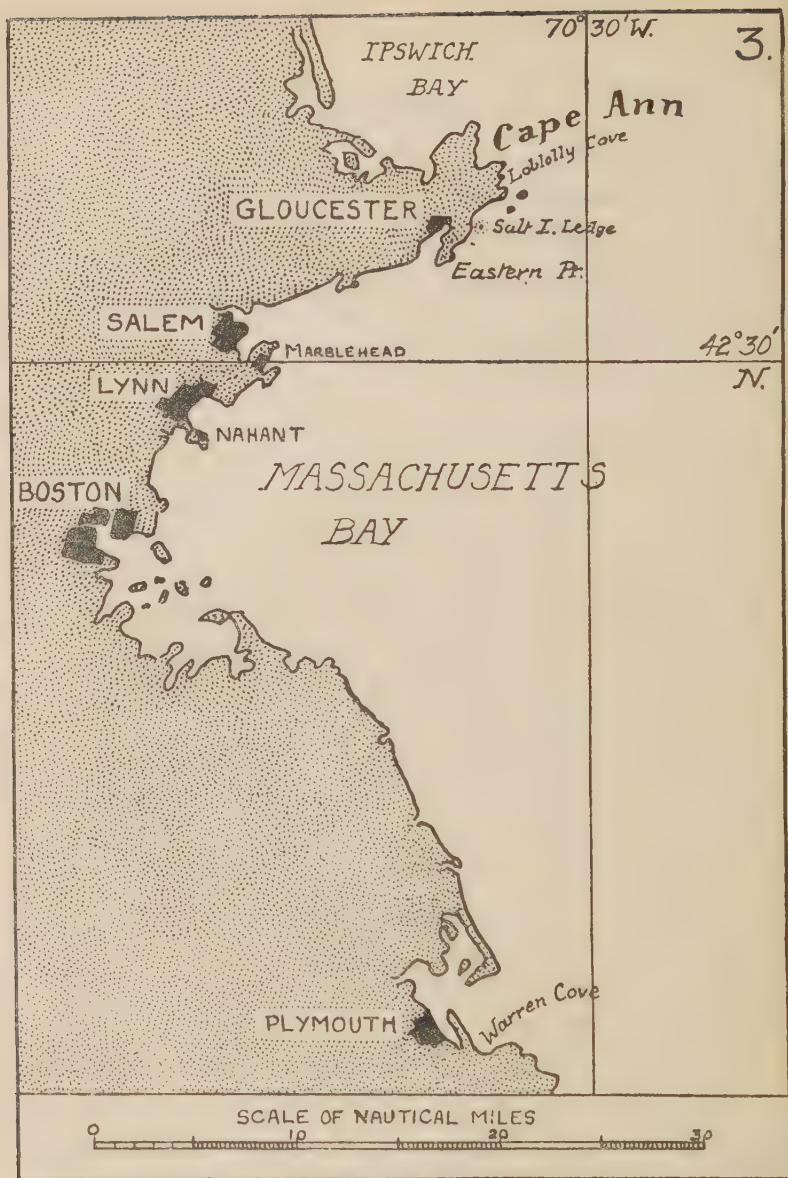 70° 30' W.
3.
IPSWICH
BAY
Cape Ann
Loblolly Cove
GLOUCESTER
Salt I. Ledge
Eastern Pt.
SALEM
MARBLEHEAD
42° 30'
N.
LYNN
NAHANT
MASSACHUSETTS
BAY
BOSTON
Warren Cove
PLYMOUTH
SCALE OF NAUTICAL MILES
0 10 20 30